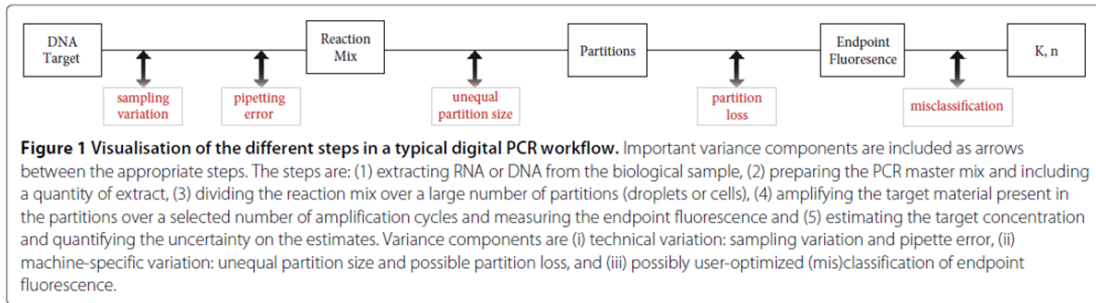 DNA
Target
Reaction
Mix
Partitions
Endpoint
Fluoresence
K, n
sampling
variation
pipetting
error
unequal
partition size
partition
loss
misclassification
Figure 1 Visualisation of the different steps in a typical digital PCR workflow. Important variance components are included as arrows
between the appropriate steps. The steps are: (1) extracting RNA or DNA from the biological sample, (2) preparing the PCR master mix and including
a quantity of extract, (3) dividing the reaction mix over a large number of partitions (droplets or cells), (4) amplifying the target material present in
the partitions over a selected number of amplification cycles and measuring the endpoint fluorescence and (5) estimating the target concentration
and quantifying the uncertainty on the estimates. Variance components are (i) technical variation: sampling variation and pipette error, (ii)
machine-specific variation: unequal partition size and possible partition loss, and (iii) possibly user-optimized (mis)classification of endpoint
fluorescence.